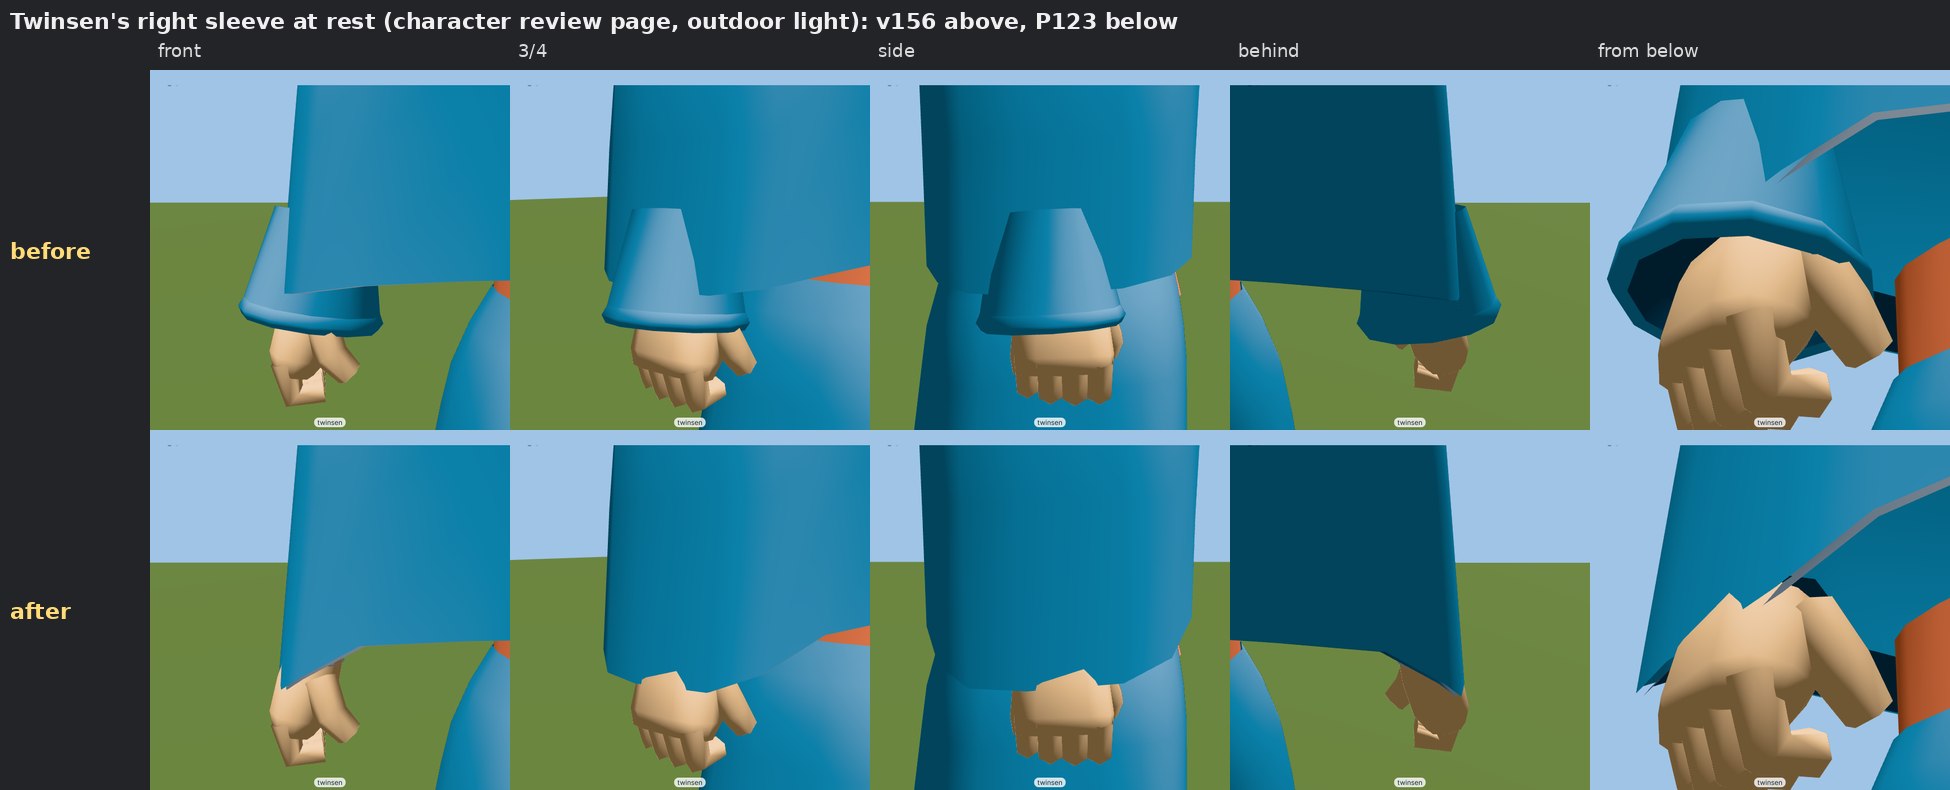 Twinsen's right sleeve at rest (character review page, outdoor light): v156 above, P123 below
front 3/4 side behind from below
before
twinsen twinsen twinsen twinsen twinsen
after
twinsen twinsen twinsen twinsen twinsen